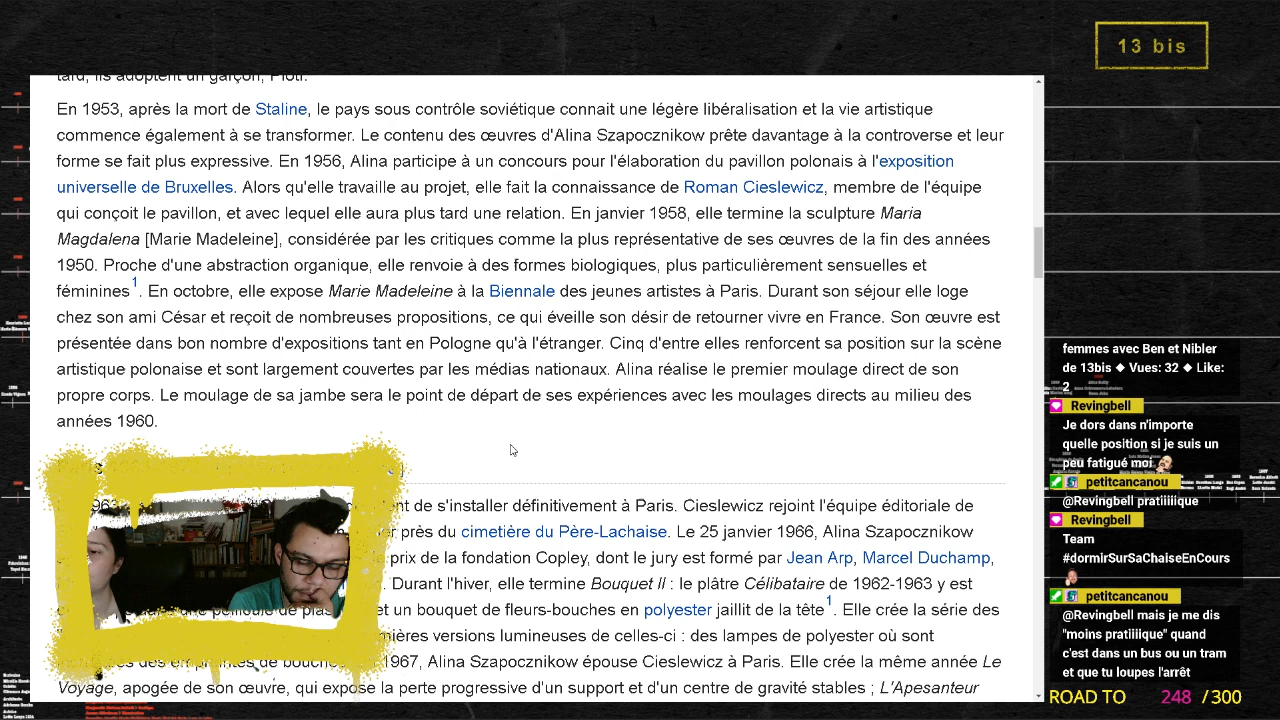 13 bis
tard, ils adoptent un garçon, Piotr.
En 1953, après la mort de Staline, le pays sous contrôle soviétique connait une légère libéralisation et la vie artistique
commence également à se transformer. Le contenu des œuvres d'Alina Szapocznikow prête davantage à la controverse et leur
forme se fait plus expressive. En 1956, Alina participe à un concours pour l'élaboration du pavillon polonais à l'exposition
universelle de Bruxelles. Alors qu'elle travaille au projet, elle fait la connaissance de Roman Cieslewicz, membre de l'équipe
qui conçoit le pavillon, et avec lequel elle aura plus tard une relation. En janvier 1958, elle termine la sculpture Maria
Magdalena [Marie Madeleine], considérée par les critiques comme la plus représentative de ses œuvres de la fin des années
1950. Proche d'une abstraction organique, elle renvoie à des formes biologiques, plus particulièrement sensuelles et
féminines1. En octobre, elle expose Marie Madeleine à la Biennale des jeunes artistes à Paris. Durant son séjour elle loge
chez son ami César et reçoit de nombreuses propositions, ce qui éveille son désir de retourner vivre en France. Son œuvre est
présentée dans bon nombre d'expositions tant en Pologne qu'à l'étranger. Cinq d'entre elles renforcent sa position sur la scène
artistique polonaise et sont largement couvertes par les médias nationaux. Alina réalise le premier moulage direct de son
propre corps. Le moulage de sa jambe le point de départ de ses expériences avec les moulages directs au milieu des
années 1960.
nt de s'installer définitivement à Paris. Cieslewicz rejoint l'équipe éditoriale de
près du cimetière du Père-Lachaise. Le 25 janvier 1966, Alina Szapocznikow
prix de la fondation Copley, dont le jury est formé par Jean Arp, Marcel Duchamp,
. Durant l'hiver, elle termine Bouquet II : le plâtre Célibataire de 1962-1963 y est
et un bouquet de fleurs-bouches en polyester jaillit de la tête1. Elle crée la série des
versions lumineuses de celles-ci : des lampes de polyester où sont
des empreintes de bouche 1967, Alina Szapocznikow épouse Cieslewicz à Paris. Elle crée la même année Le
Voyage, apogée de son œuvre, qui expose la perte progressive d'un support et d'un centre de gravité stables L'Apesanteur
femmes avec Ben et Nibler
de 13bis ◆ Vues: 32 ◆ Like:
2
Revingbell
Je dors dans n'importe
quelle position si je suis un
peu fatigué moi
petitcancanou
@Revingbell pratiiiique
Revingbell
Team
#dormirSurSaChaiseEnCours
petitcancanou
@Revingbell mais je me dis
"moins pratiiiique" quand
c'est dans un bus ou un tram
et que tu loupes l'arrêt
ROAD TO 248 / 300